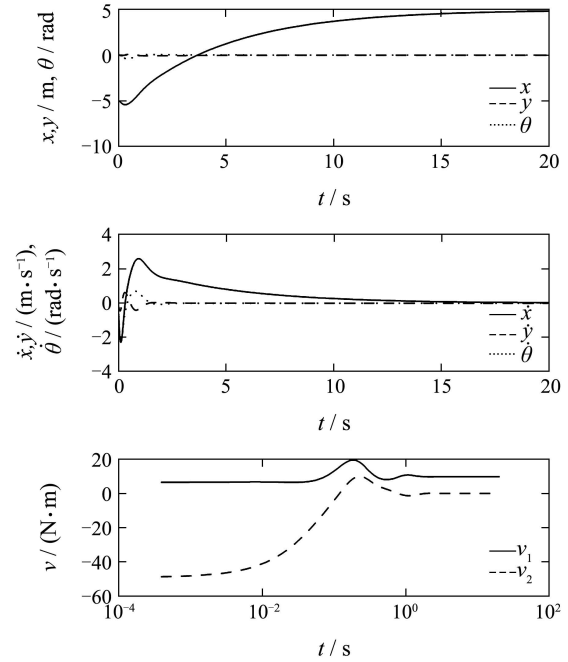 5
0
−5
−10
x,y / m, θ / rad
x
y
θ
0 5 10 15 20
t / s
4
2
0
−2
−4
ẋ,ẏ / (m·s⁻¹),
θ̇ / (rad·s⁻¹)
ẋ
ẏ
θ̇
0 5 10 15 20
t / s
20
0
−20
−40
−60
v / (N·m)
v₁
v₂
10⁻⁴ 10⁻² 10⁰ 10²
t / s